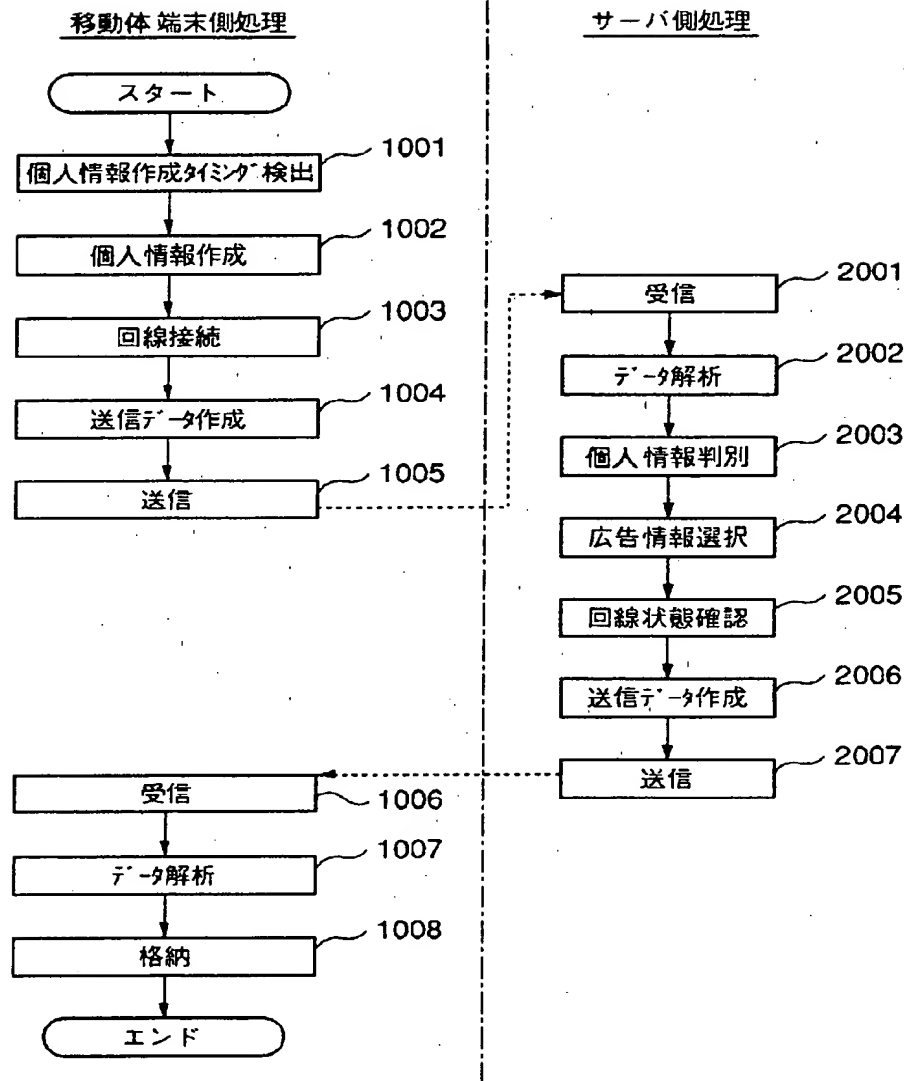 移動体端末側処理
スタート
個人情報作成タイミング検出
1001
個人情報作成
1002
回線接続
1003
送信データ作成
1004
送信
1005
受信
1006
データ解析
1007
格納
1008
エンド
サーバ側処理
受信
2001
データ解析
2002
個人情報判別
2003
広告情報選択
2004
回線状態確認
2005
送信データ作成
2006
送信
2007